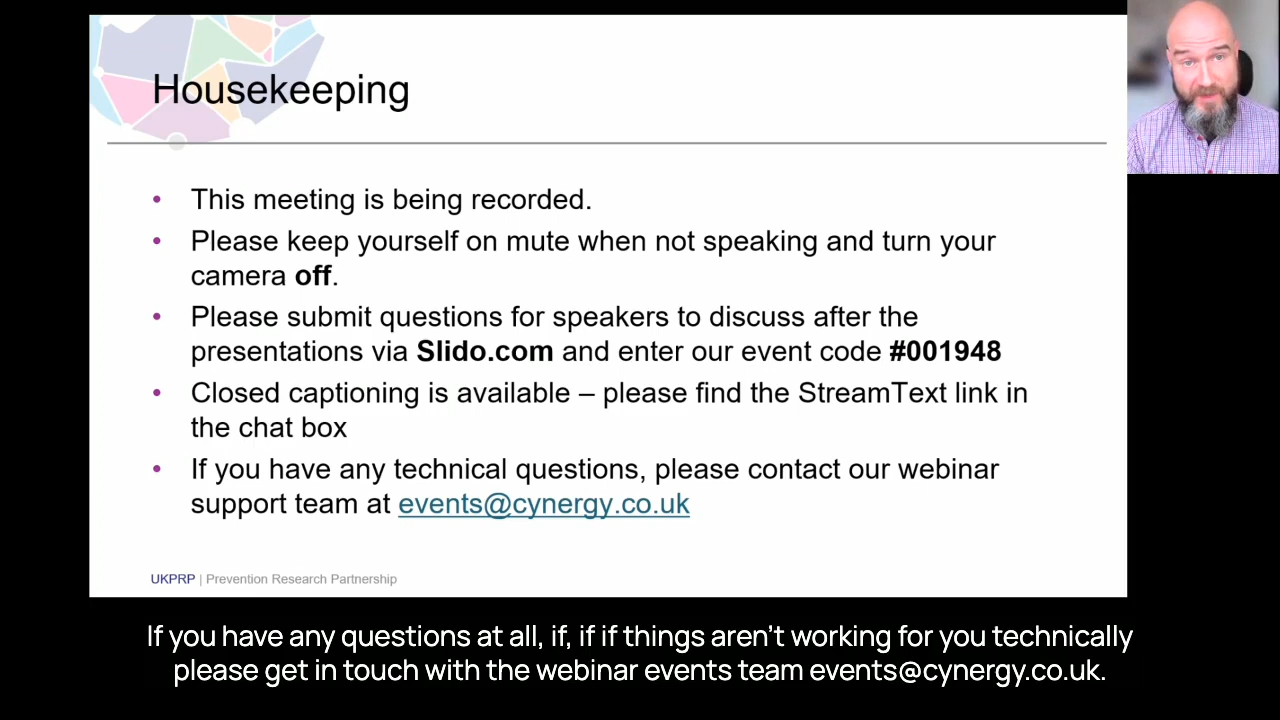 Housekeeping
• This meeting is being recorded.
• Please keep yourself on mute when not speaking and turn your
camera off.
• Please submit questions for speakers to discuss after the
presentations via Slido.com and enter our event code #001948
• Closed captioning is available – please find the StreamText link in
the chat box
• If you have any technical questions, please contact our webinar
support team at events@cynergy.co.uk
UKPRP | Prevention Research Partnership
If you have any questions at all, if, if if things aren't working for you technically
please get in touch with the webinar events team events@cynergy.co.uk.